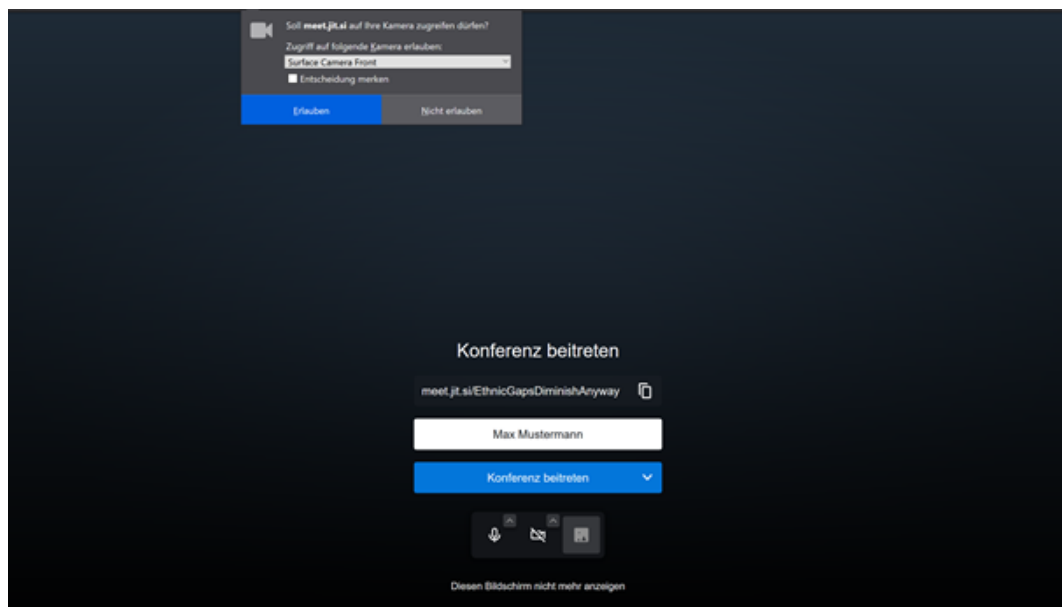 Soll meet.jit.si auf Ihre Kamera zugreifen dürfen?
Zugriff auf folgende Kamera erlauben:
Surface Camera Front
Entscheidung merken
Erlauben
Nicht erlauben
Konferenz beitreten
meet.jit.si/EthnicGapsDiminishAnyway
Max Mustermann
Konferenz beitreten
Diesen Bildschirm nicht mehr anzeigen